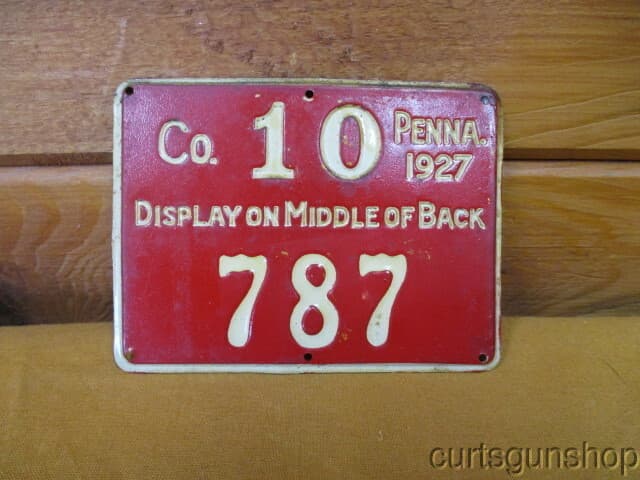 Co. 10 PENNA.
1927
DISPLAY ON MIDDLE OF BACK
787
curtsgunshop